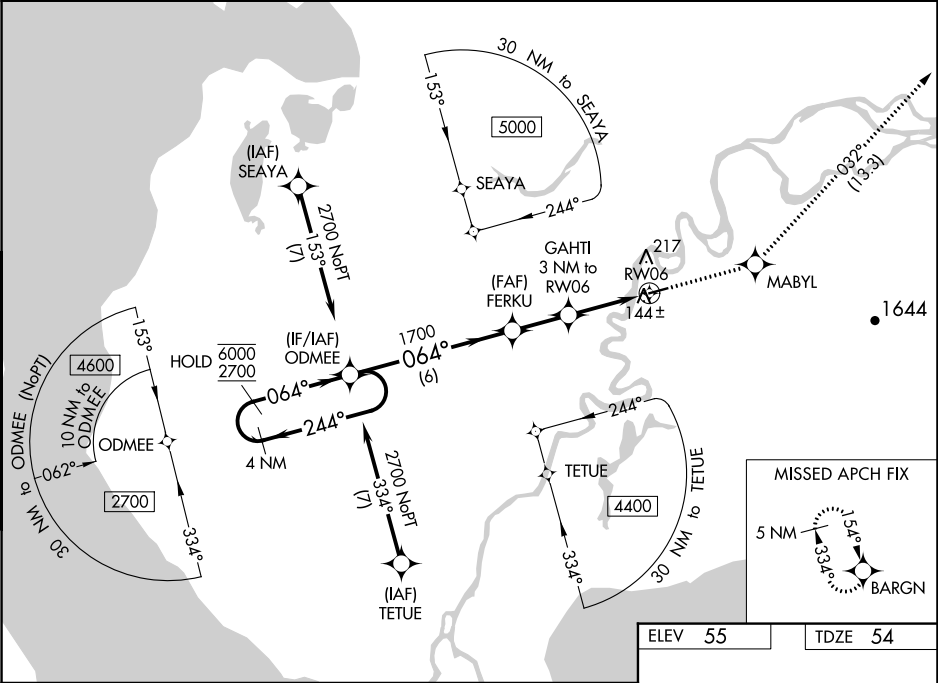 30 NM to SEAYA
153°
5000
SEAYA
244°
(IAF)
SEAYA
2700 NoPT
153°
(7)
032°
(13.3)
GAHTI
3 NM to
RW06
217
RW06
144±
MABYL
1644
(FAF)
FERKU
1700
064°
(6)
(IF/IAF)
ODMEE
HOLD
6000
2700
064°
244°
4 NM
30 NM to ODMEE (NoPT)
153°
4600
10 NM to
ODMEE
ODMEE
062°
2700
334°
2700 NoPT
334°
(7)
(IAF)
TETUE
244°
TETUE
4400
334°
30 NM to TETUE
MISSED APCH FIX
5 NM
154°
334°
BARGN
ELEV 55
TDZE 54